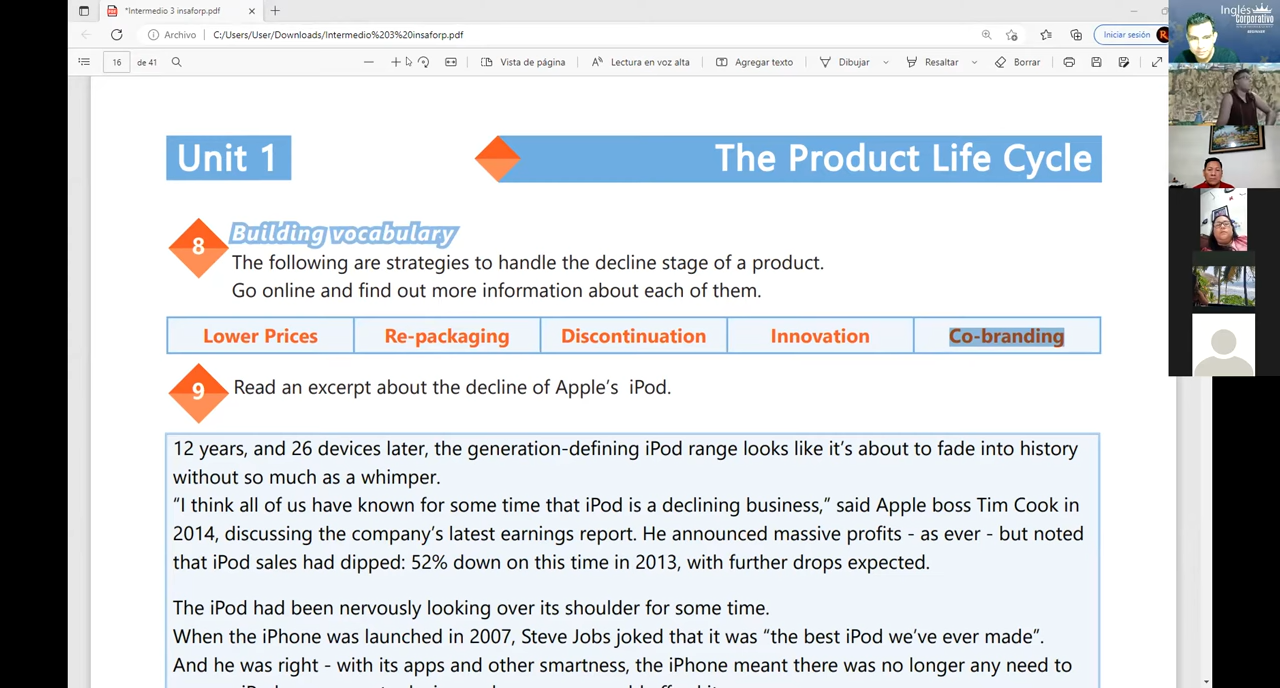 *Intermedio 3 insaforp.pdf
Archivo C:/Users/User/Downloads/Intermedio%203%20insaforp.pdf
Iniciar sesión R
Inglés
Corporativo
16 de 41 Vista de página Lectura en voz alta Agregar texto Dibujar Resaltar Borrar
Unit 1
The Product Life Cycle
8 Building vocabulary
The following are strategies to handle the decline stage of a product.
Go online and find out more information about each of them.
Lower Prices Re-packaging Discontinuation Innovation Co-branding
9 Read an excerpt about the decline of Apple’s iPod.
12 years, and 26 devices later, the generation-defining iPod range looks like it’s about to fade into history
without so much as a whimper.
“I think all of us have known for some time that iPod is a declining business,” said Apple boss Tim Cook in
2014, discussing the company’s latest earnings report. He announced massive profits - as ever - but noted
that iPod sales had dipped: 52% down on this time in 2013, with further drops expected.
The iPod had been nervously looking over its shoulder for some time.
When the iPhone was launched in 2007, Steve Jobs joked that it was “the best iPod we’ve ever made”.
And he was right - with its apps and other smartness, the iPhone meant there was no longer any need to